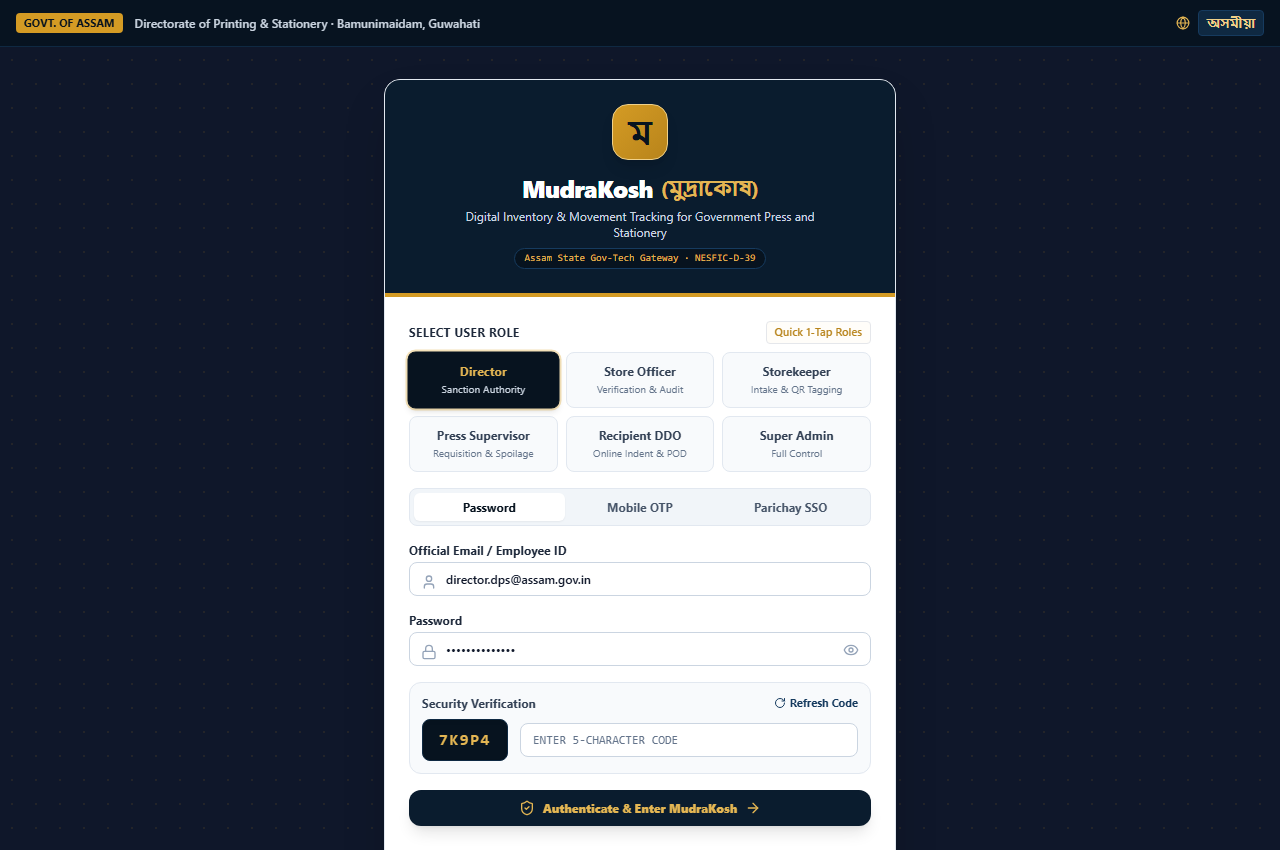 GOVT. OF ASSAM
Directorate of Printing & Stationery · Bamunimaidam, Guwahati
অসমীয়া
ম
MudraKosh (মুদ্ৰাকোষ)
Digital Inventory & Movement Tracking for Government Press and
Stationery
Assam State Gov-Tech Gateway · NESFIC-D-39
SELECT USER ROLE
Quick 1-Tap Roles
Director
Sanction Authority
Store Officer
Verification & Audit
Storekeeper
Intake & QR Tagging
Press Supervisor
Requisition & Spoilage
Recipient DDO
Online Indent & POD
Super Admin
Full Control
Password
Mobile OTP
Parichay SSO
Official Email / Employee ID
director.dps@assam.gov.in
Password
••••••••••••••
Security Verification
Refresh Code
7K9P4
ENTER 5-CHARACTER CODE
Authenticate & Enter MudraKosh